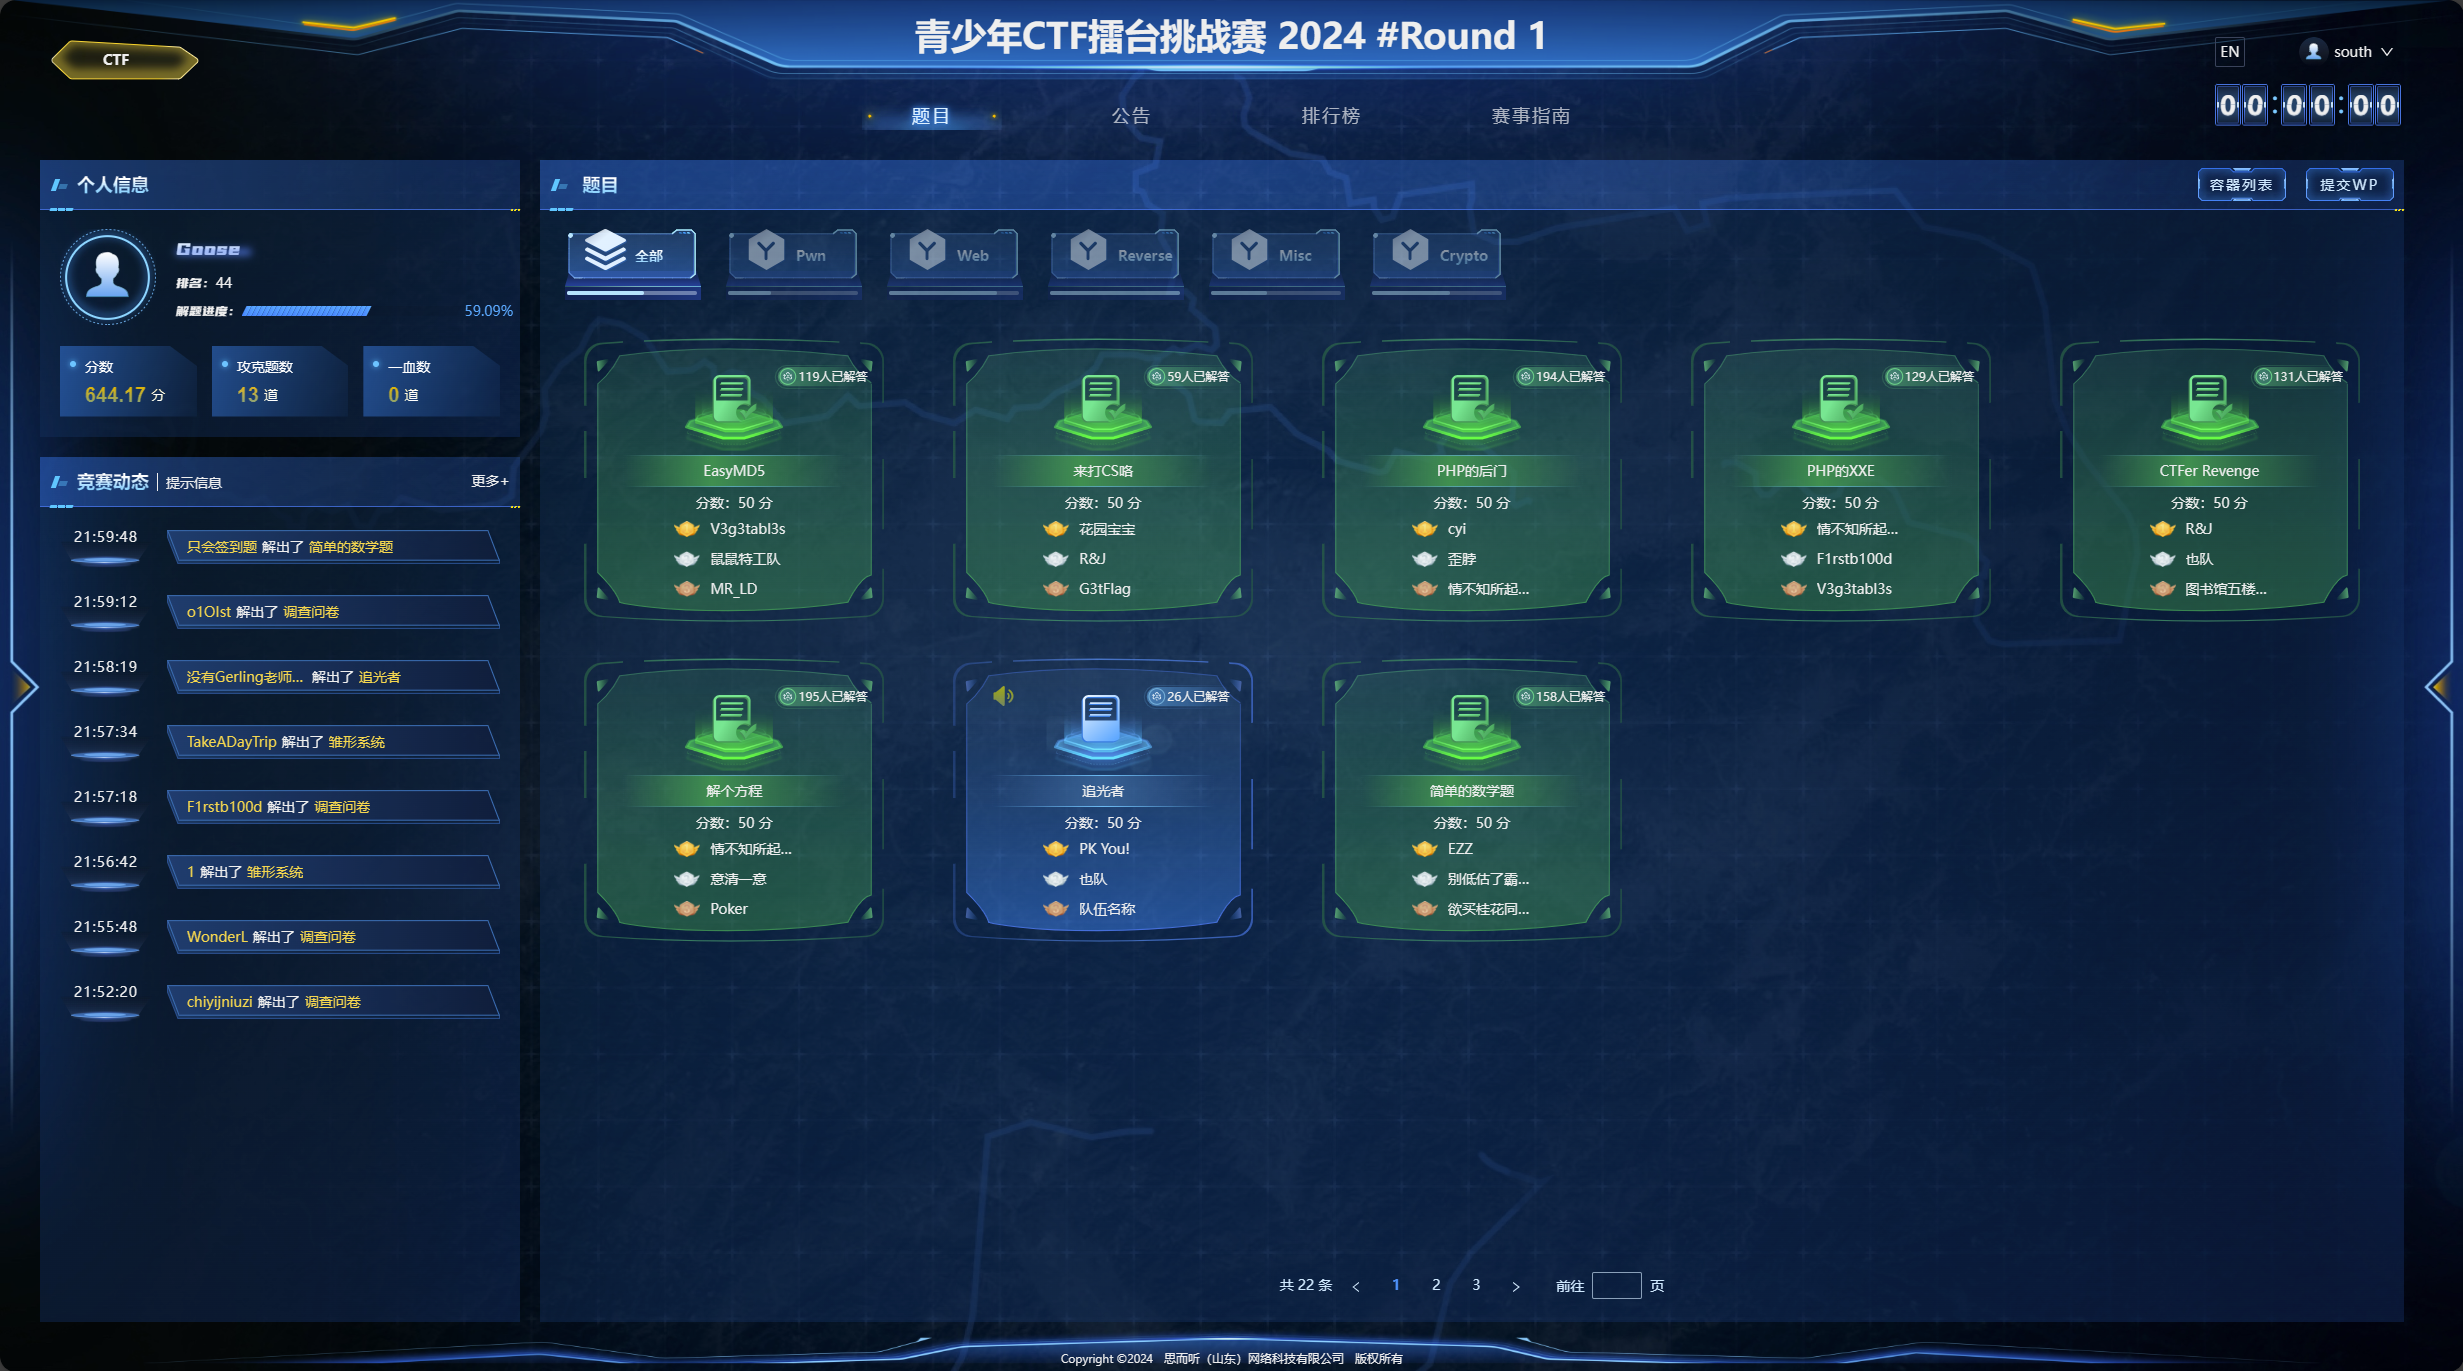 青少年CTF擂台挑战赛 2024 #Round 1
CTF
EN
south
00:00:00
题目
公告
排行榜
赛事指南
个人信息
Goose
排名：44
解题进度：
59.09%
分数
644.17 分
攻克题数
13 道
一血数
0 道
竞赛动态
提示信息
更多+
21:59:48
只会签到题 解出了 简单的数学题
21:59:12
o1OIst 解出了 调查问卷
21:58:19
没有Gerling老师... 解出了 追光者
21:57:34
TakeADayTrip 解出了 雏形系统
21:57:18
F1rstb100d 解出了 调查问卷
21:56:42
1 解出了 雏形系统
21:55:48
WonderL 解出了 调查问卷
21:52:20
chiyijniuzi 解出了 调查问卷
题目
容器列表
提交WP
全部
Pwn
Web
Reverse
Misc
Crypto
119人已解答
EasyMD5
分数：50 分
V3g3tabl3s
鼠鼠特工队
MR_LD
59人已解答
来打CS咯
分数：50 分
花园宝宝
R&J
G3tFlag
194人已解答
PHP的后门
分数：50 分
cyi
歪脖
情不知所起...
129人已解答
PHP的XXE
分数：50 分
情不知所起...
F1rstb100d
V3g3tabl3s
131人已解答
CTFer Revenge
分数：50 分
R&J
也队
图书馆五楼...
195人已解答
解个方程
分数：50 分
情不知所起...
意清一意
Poker
26人已解答
追光者
分数：50 分
PK You!
也队
队伍名称
158人已解答
简单的数学题
分数：50 分
EZZ
别低估了霸...
欲买桂花同...
共 22 条 < 1 2 3 > 前往 页
Copyright ©2024 思而听（山东）网络科技有限公司 版权所有